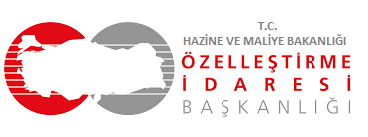 T.C.
HAZİNE VE MALİYE BAKANLIĞI
ÖZELLEŞTİRME
İDARESİ
BAŞKANLIĞI